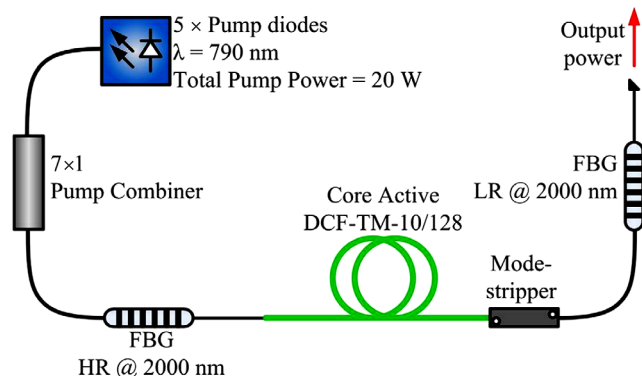 5 × Pump diodes
λ = 790 nm
Total Pump Power = 20 W
Output
power
7×1
Pump Combiner
FBG
LR @ 2000 nm
Core Active
DCF-TM-10/128
Mode-
stripper
FBG
HR @ 2000 nm